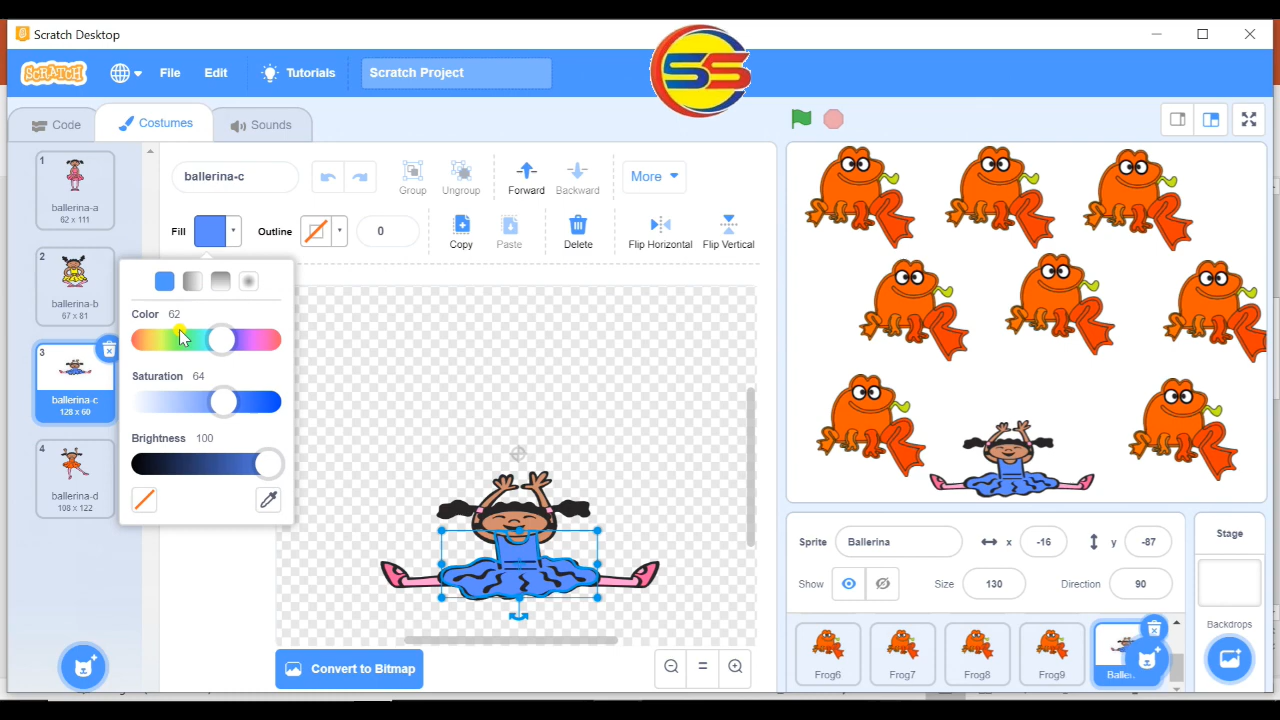 Scratch Desktop
SS
SCRATCH File Edit Tutorials Scratch Project
Code Costumes Sounds
1
ballerina-a
62 x 111
2
ballerina-b
67 x 81
3
ballerina-c
128 x 60
4
ballerina-d
108 x 122
ballerina-c
Group Ungroup Forward Backward More
Fill Outline 0 Copy Paste Delete Flip Horizontal Flip Vertical
Color 62
Saturation 64
Brightness 100
Convert to Bitmap
Sprite Ballerina x -16 y -87
Show Size 130 Direction 90
Frog6 Frog7 Frog8 Frog9
Stage
Backdrops